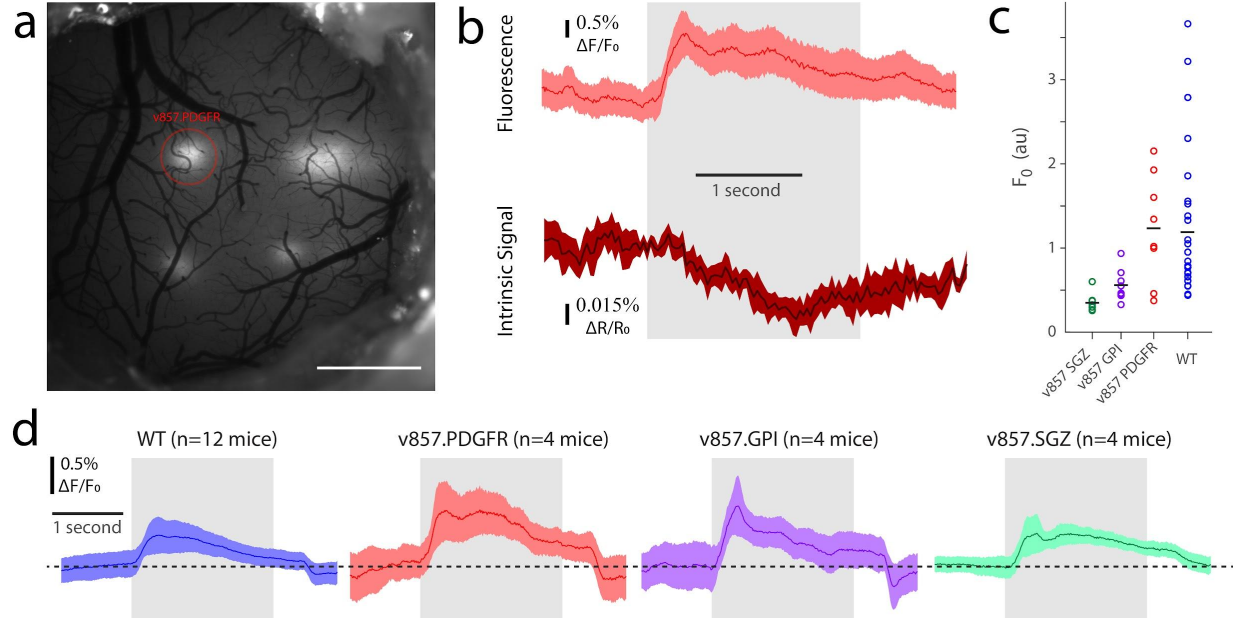 a
v857.PDGFR
b
0.5%
ΔF/F₀
Fluorescence
1 second
Intrinsic Signal
0.015%
ΔR/R₀
c
F₀ (au)
3
2
1
0
v857 SGZ
v857 GPI
v857 PDGFR
WT
d
WT (n=12 mice)
v857.PDGFR (n=4 mice)
v857.GPI (n=4 mice)
v857.SGZ (n=4 mice)
0.5%
ΔF/F₀
1 second